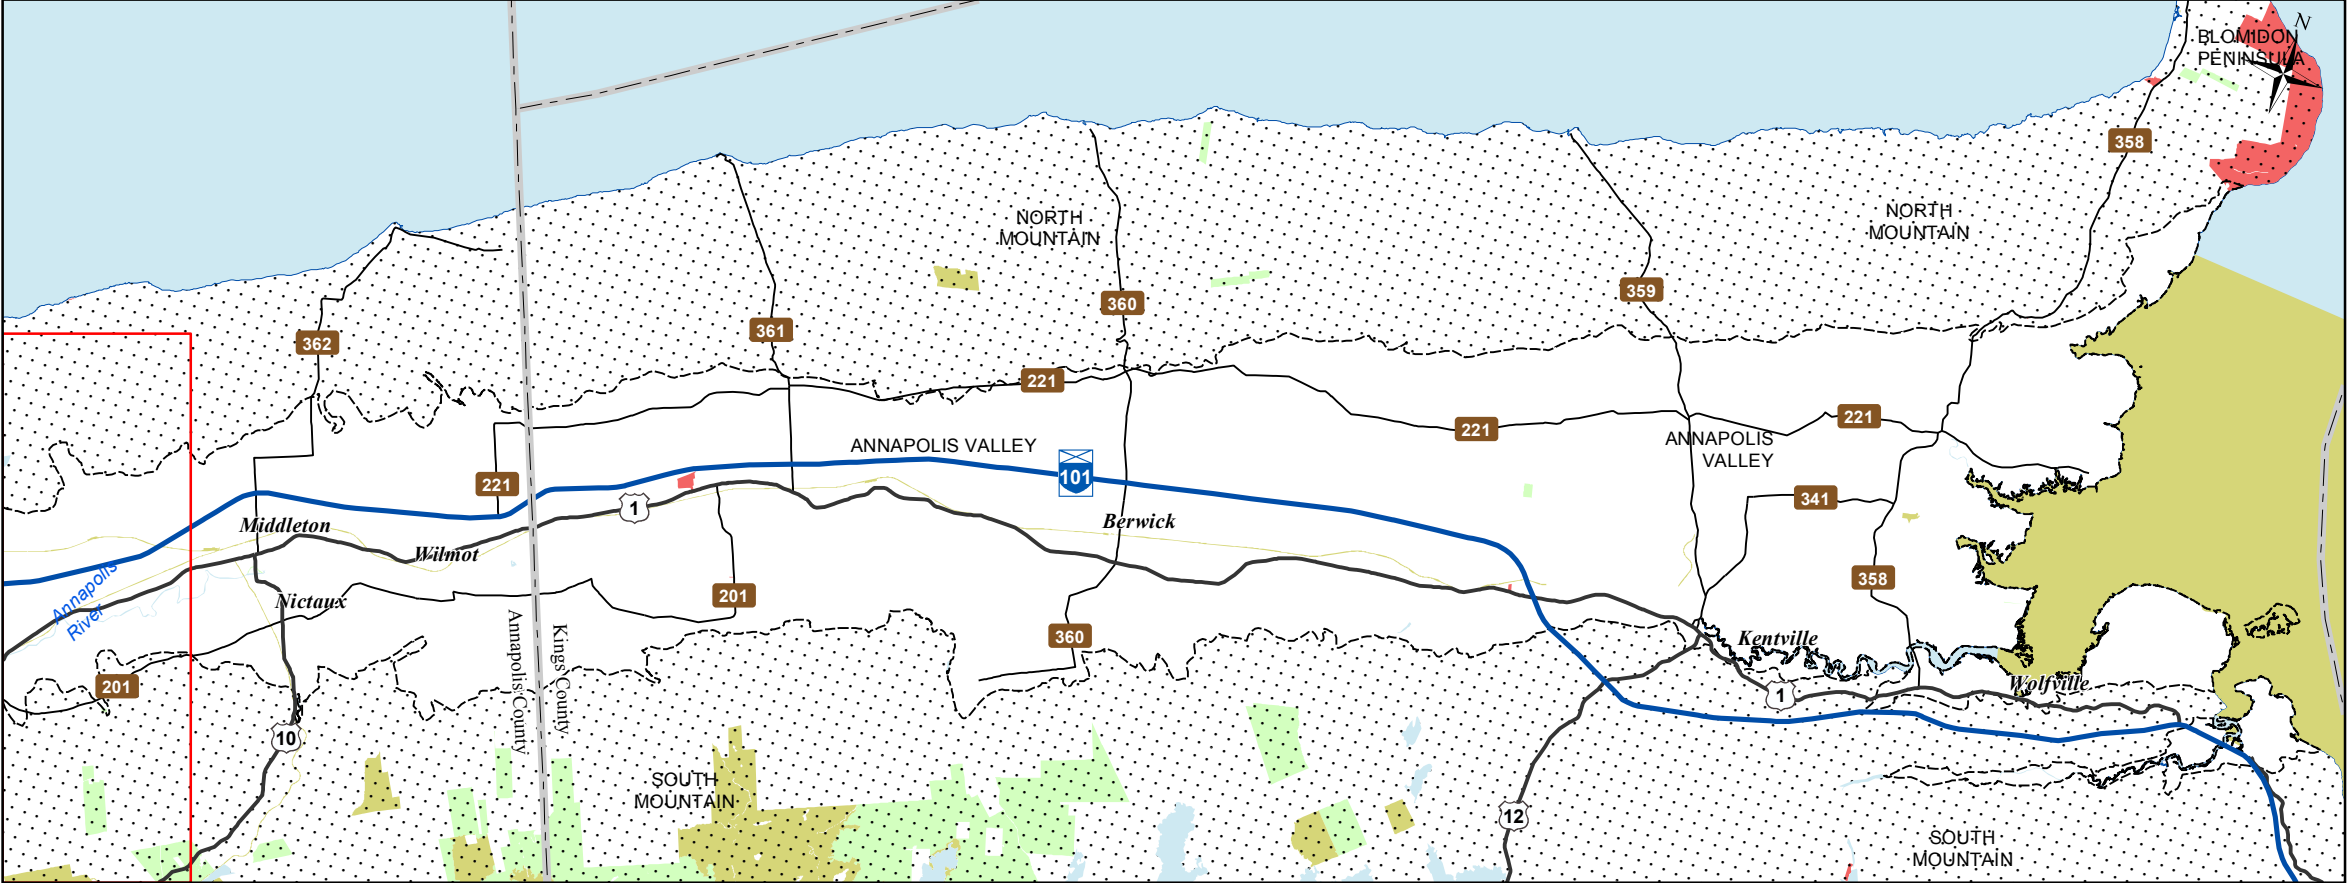 N
BLOMIDON
PENINSULA
358
NORTH
MOUNTAIN
NORTH
MOUNTAIN
359
360
361
362
221
221
221
ANNAPOLIS VALLEY
ANNAPOLIS
VALLEY
101
221
341
1
Middleton
Berwick
Wilmot
Annapolis
River
358
201
Nictaux
360
Kentville
Annapolis County
Kings County
201
Wolfville
1
10
SOUTH
MOUNTAIN
12
SOUTH
MOUNTAIN